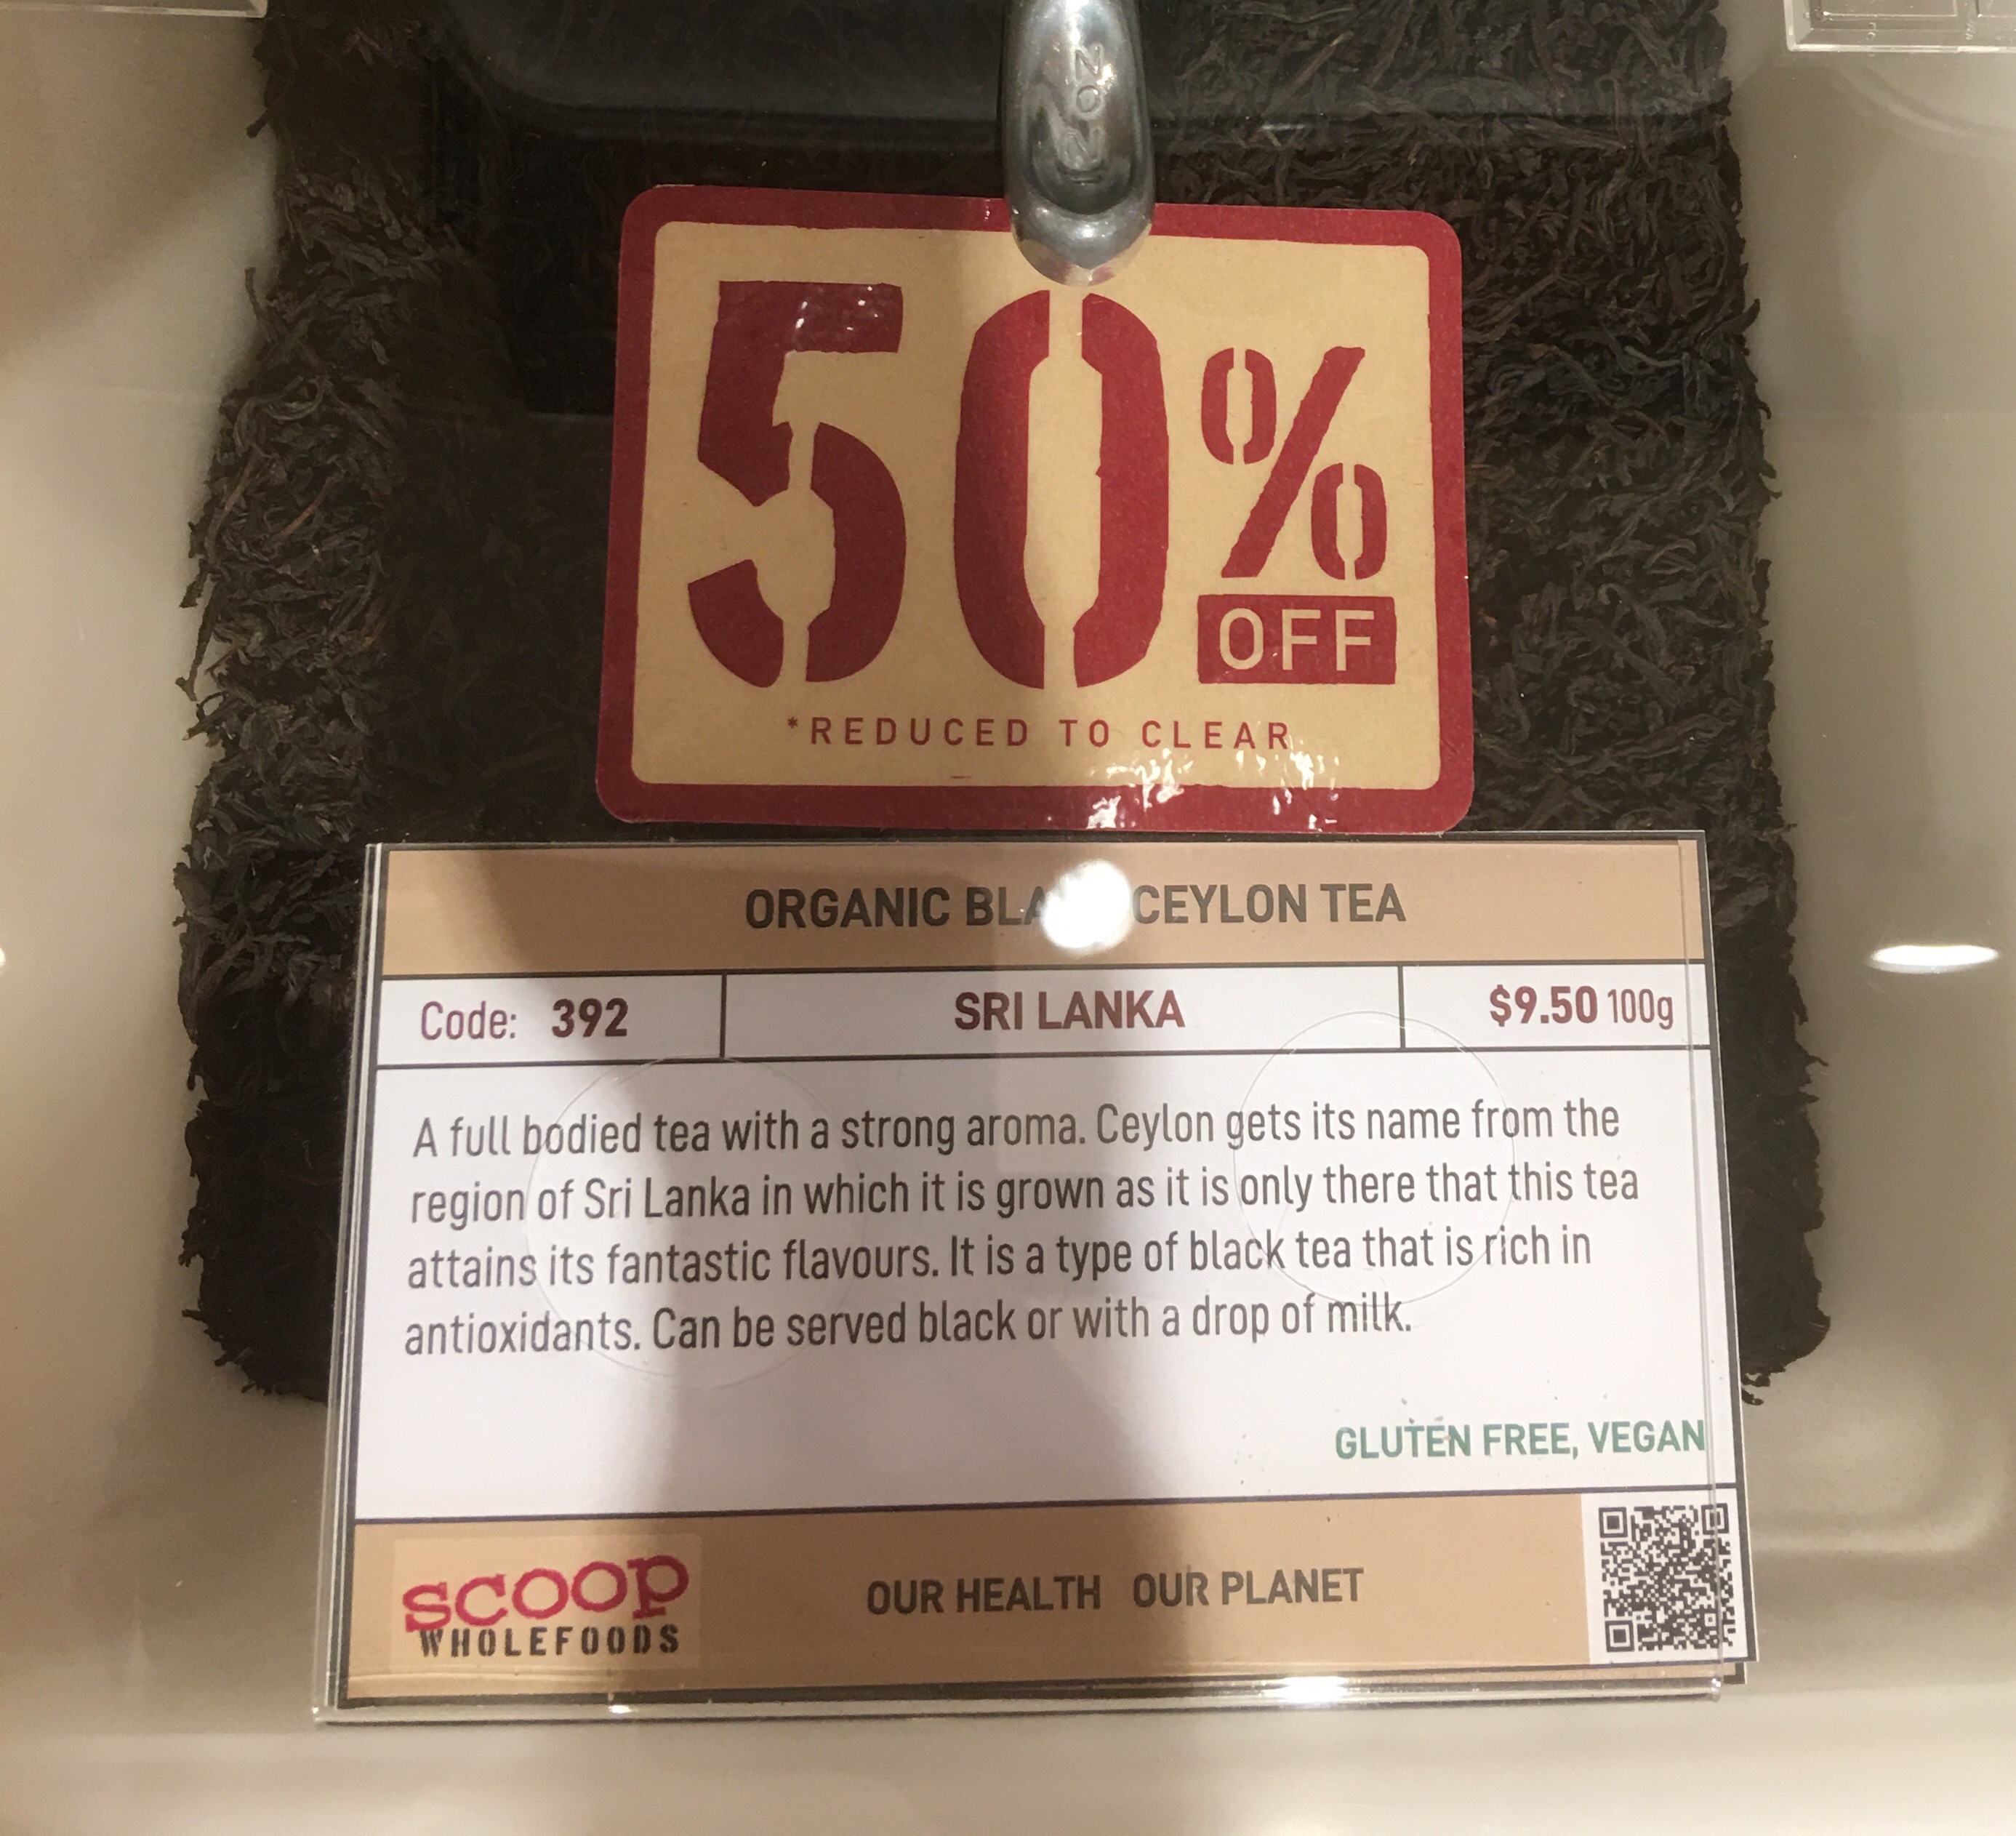 50%
OFF
*REDUCED TO CLEAR
ORGANIC CEYLON TEA
Code: 392
SRI LANKA
$9.50 100g
A full bodied tea with a strong aroma. Ceylon gets its name from the
region of Sri Lanka in which it is grown as it is only there that this tea
attains its fantastic flavours. It is a type of black tea that is rich in
antioxidants. Can be served black or with a drop of milk.
GLUTEN FREE, VEGAN
SCOOP
WHOLEFOODS
OUR HEALTH OUR PLANET